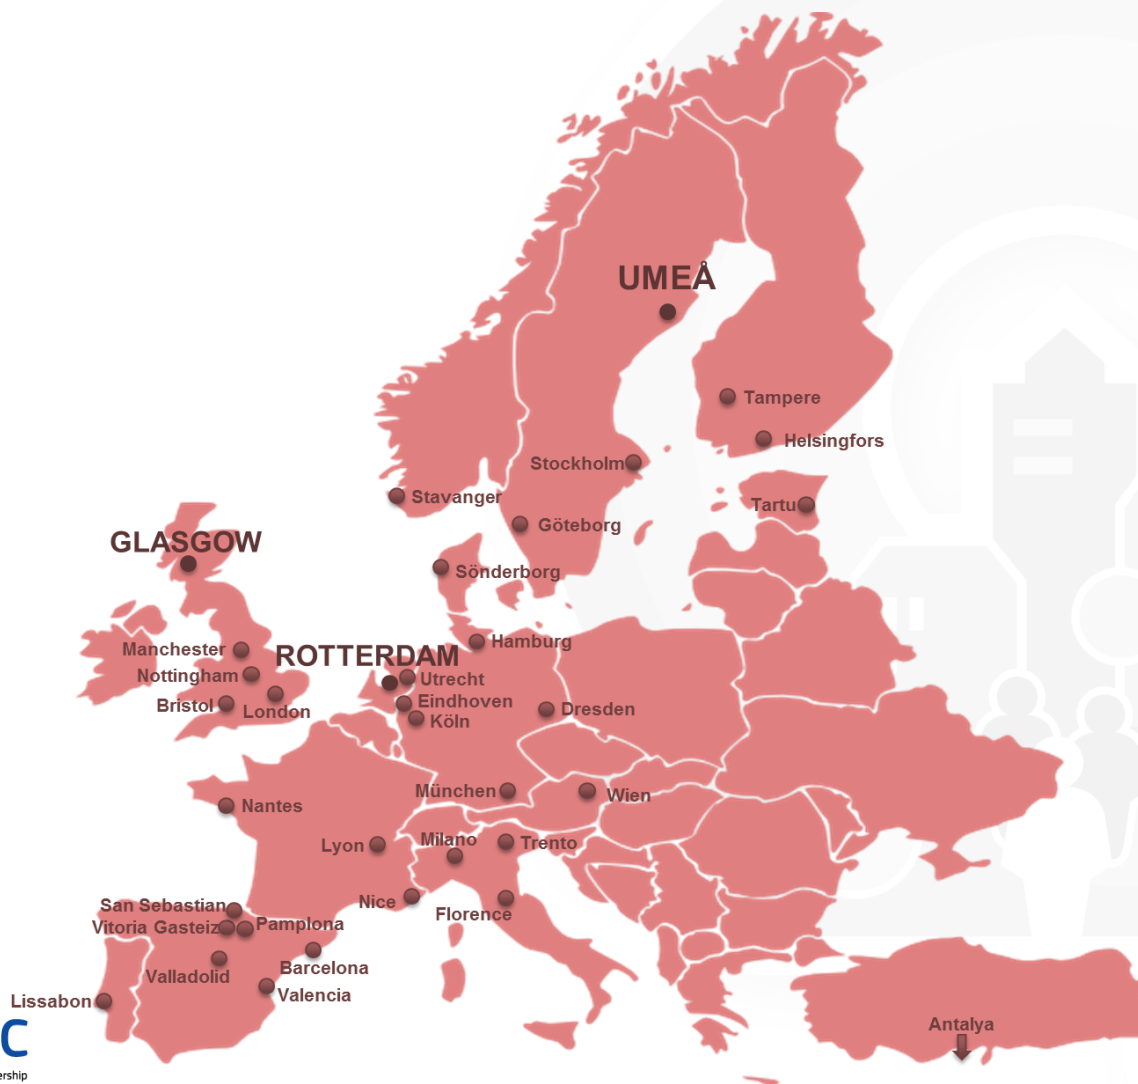 UMEÅ
Tampere
Helsingfors
Stockholm
Stavanger
Tartu
Göteborg
GLASGOW
Sönderborg
Hamburg
Manchester
ROTTERDAM
Nottingham
Utrecht
Eindhoven
Bristol
London
Dresden
Köln
München
Wien
Nantes
Milano
Trento
Lyon
Nice
San Sebastian
Florence
Vitoria Gasteiz
Pamplona
Barcelona
Valladolid
Valencia
Lissabon
Antalya
C
ership